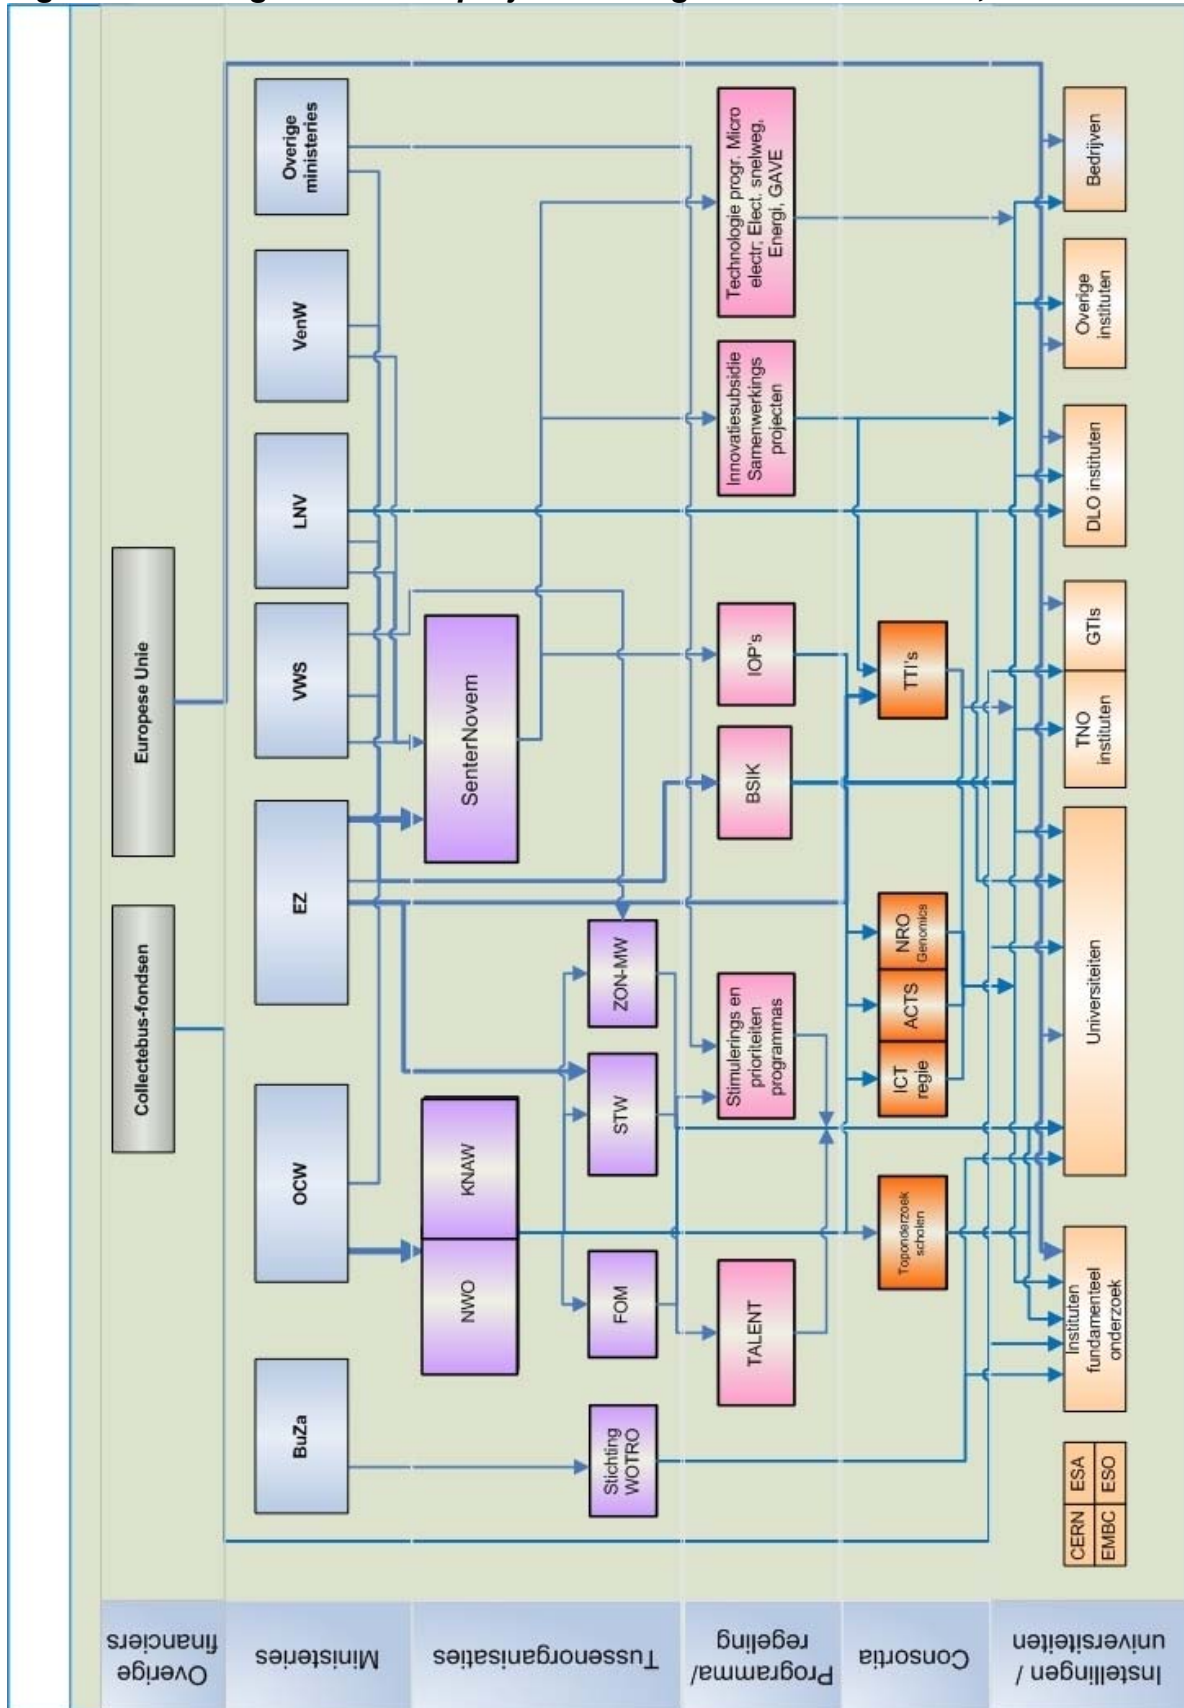 Overige
financiers
Collectebus-fondsen
Europese Unie
Ministeries
BuZa
OCW
EZ
VWS
LNV
VenW
Overige
ministeries
Tussenorganisaties
NWO
KNAW
SenterNovem
Stichting
WOTRO
FOM
STW
ZON-MW
Programma/
regeling
TALENT
Stimulerings en
prioriteiten
programmas
BSIK
IOP's
Innovatiesubsidie
Samenwerkings
projecten
Technologie progr. Micro
electr; Elect. snelweg,
Energi, GAVE
Consortia
Toponderzoek
scholen
ICT
regie
ACTS
NRO
Genomics
TTI's
Instellingen /
universiteiten
CERN
ESA
EMBC
ESO
Instituten
fundamenteel
onderzoek
Universiteiten
TNO
instituten
GTIs
DLO instituten
Overige
instituten
Bedrijven